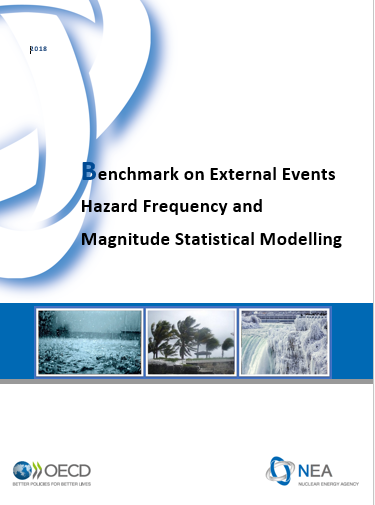 2018
Benchmark on External Events
Hazard Frequency and
Magnitude Statistical Modelling
OECD
BETTER POLICIES FOR BETTER LIVES
NEA
NUCLEAR ENERGY AGENCY